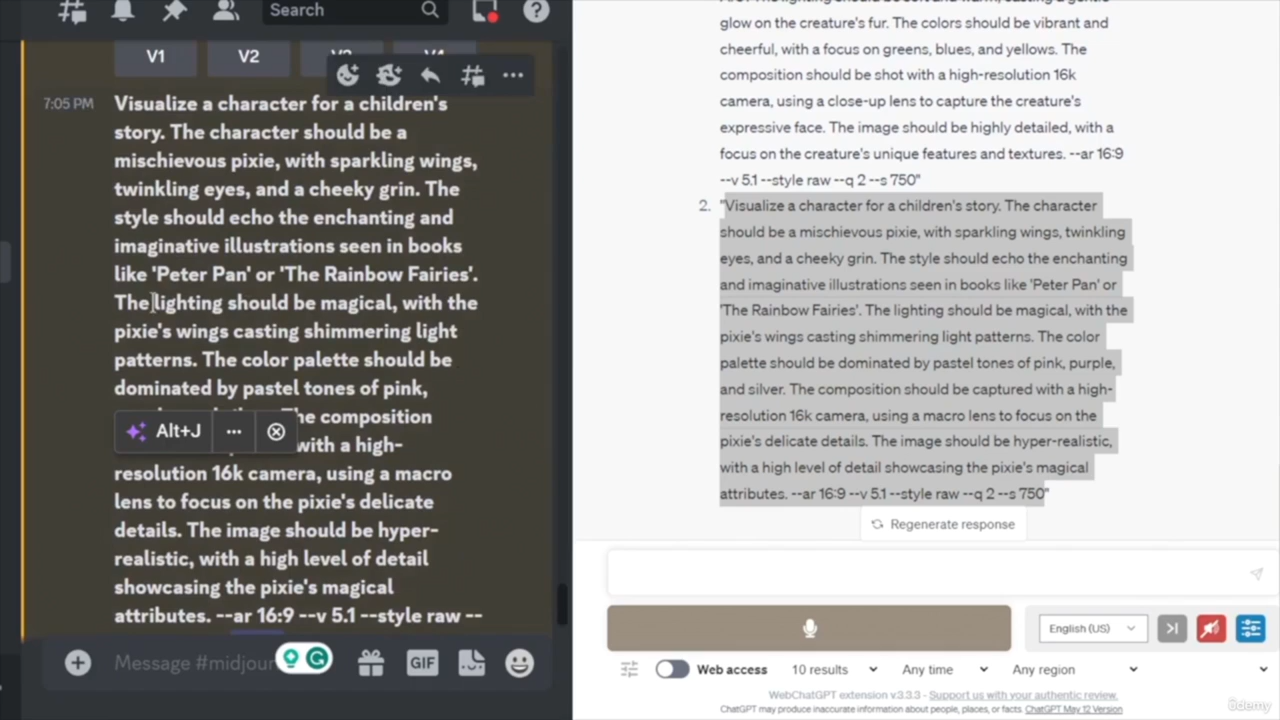 Search
V1
V2
V4
7:05 PM
Visualize a character for a children's
story. The character should be a
mischievous pixie, with sparkling wings,
twinkling eyes, and a cheeky grin. The
style should echo the enchanting and
imaginative illustrations seen in books
like 'Peter Pan' or 'The Rainbow Fairies'.
The lighting should be magical, with the
pixie's wings casting shimmering light
patterns. The color palette should be
dominated by pastel tones of pink,
The composition
Alt+J
with a high-
resolution 16k camera, using a macro
lens to focus on the pixie's delicate
details. The image should be hyper-
realistic, with a high level of detail
showcasing the pixie's magical
attributes. --ar 16:9 --v 5.1 --style raw --
Message #midjour
GIF
glow on the creature's fur. The colors should be vibrant and
cheerful, with a focus on greens, blues, and yellows. The
composition should be shot with a high-resolution 16k
camera, using a close-up lens to capture the creature's
expressive face. The image should be highly detailed, with a
focus on the creature's unique features and textures. --ar 16:9
--v 5.1 --style raw --q 2 --s 750"
2. "Visualize a character for a children's story. The character
should be a mischievous pixie, with sparkling wings, twinkling
eyes, and a cheeky grin. The style should echo the enchanting
and imaginative illustrations seen in books like 'Peter Pan' or
'The Rainbow Fairies'. The lighting should be magical, with the
pixie's wings casting shimmering light patterns. The color
palette should be dominated by pastel tones of pink, purple,
and silver. The composition should be captured with a high-
resolution 16k camera, using a macro lens to focus on the
pixie's delicate details. The image should be hyper-realistic,
with a high level of detail showcasing the pixie's magical
attributes. --ar 16:9 --v 5.1 --style raw --q 2 --s 750"
Regenerate response
English (US)
Web access
10 results
Any time
Any region
WebChatGPT extension v.3.3.3 - Support us with your authentic review.
ChatGPT may produce inaccurate information about people, places, or facts. ChatGPT May 12 Version
ûdemy